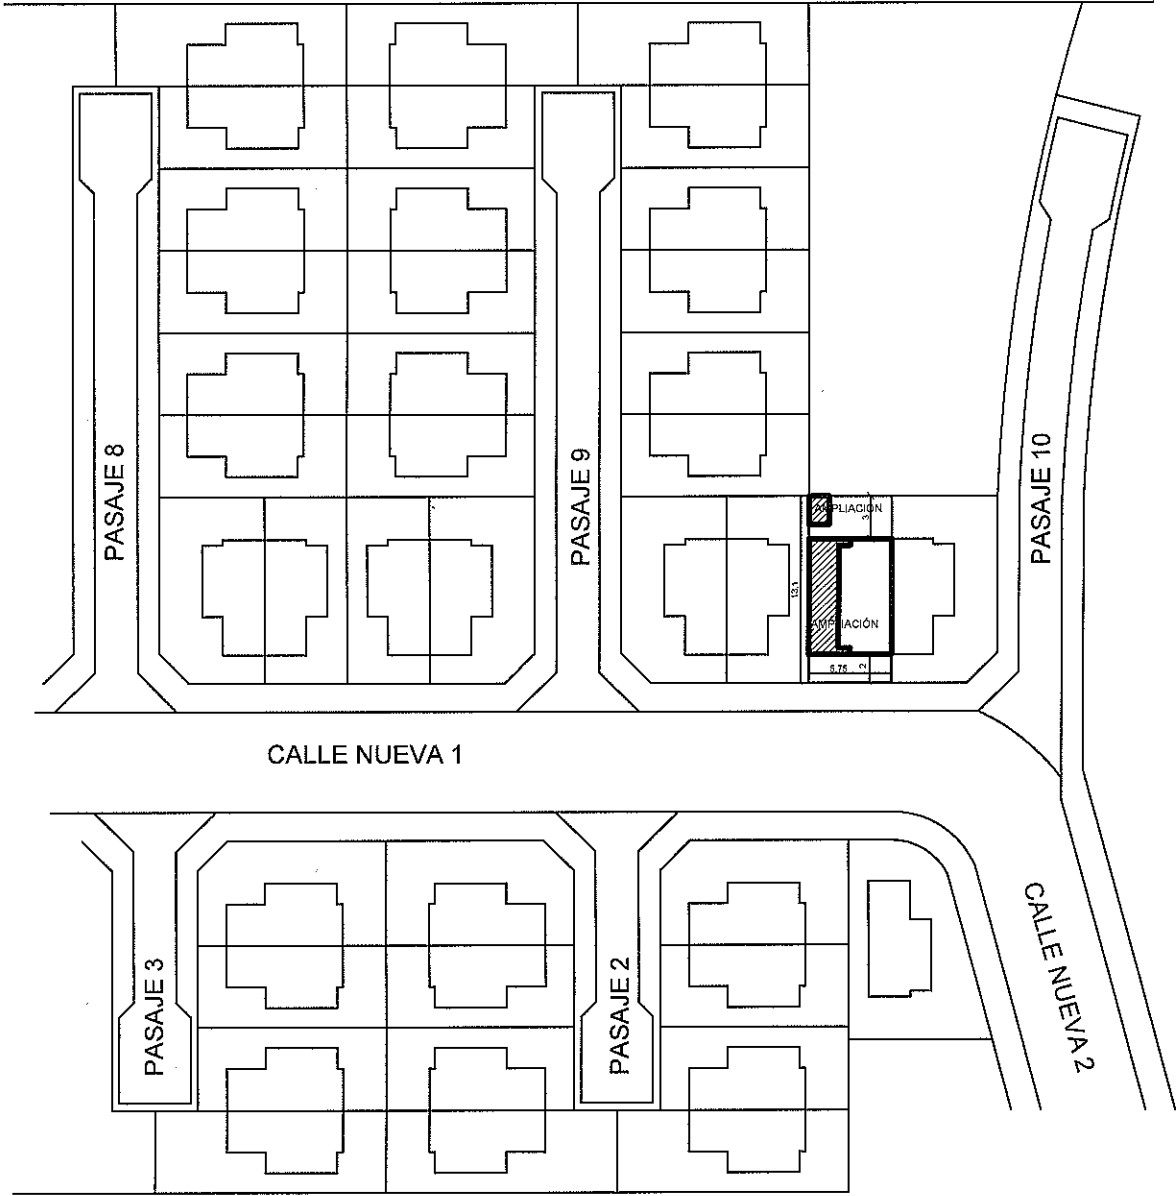 PASAJE 8
PASAJE 9
PASAJE 10
AMPLIACIÓN
3
13.1
AMPLIACIÓN
5.75
2
CALLE NUEVA 1
PASAJE 3
PASAJE 2
CALLE NUEVA 2